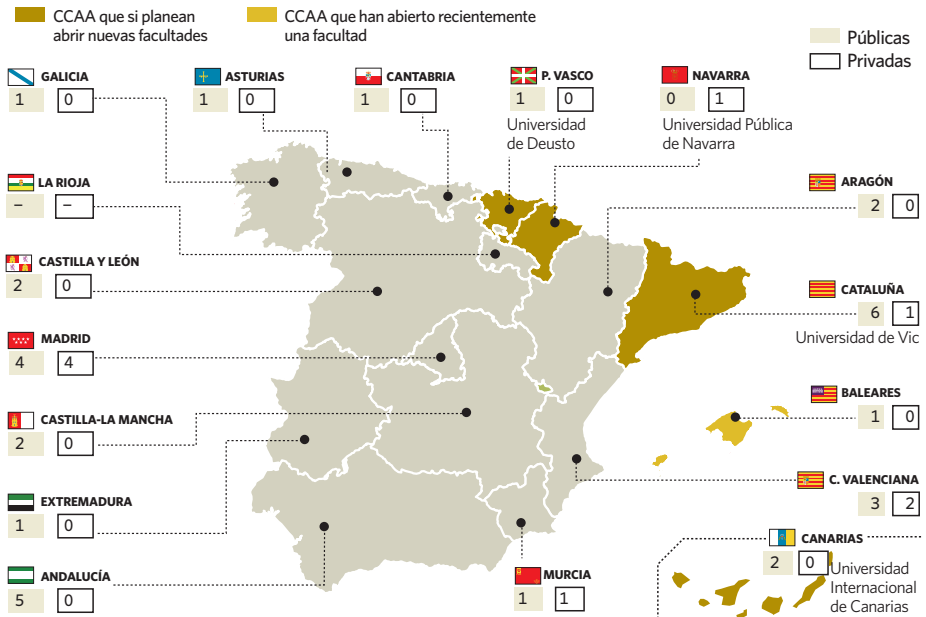 CCAA que si planean
abrir nuevas facultades
CCAA que han abierto recientemente
una facultad
Públicas
Privadas
GALICIA
1 0
ASTURIAS
1 0
CANTABRIA
1 0
P. VASCO
1 0
Universidad
de Deusto
NAVARRA
0 1
Universidad Pública
de Navarra
LA RIOJA
– –
ARAGÓN
2 0
CASTILLA Y LEÓN
2 0
CATALUÑA
6 1
Universidad de Vic
MADRID
4 4
BALEARES
1 0
CASTILLA-LA MANCHA
2 0
C. VALENCIANA
3 2
EXTREMADURA
1 0
CANARIAS
2 0
Universidad
Internacional
de Canarias
ANDALUCÍA
5 0
MURCIA
1 1